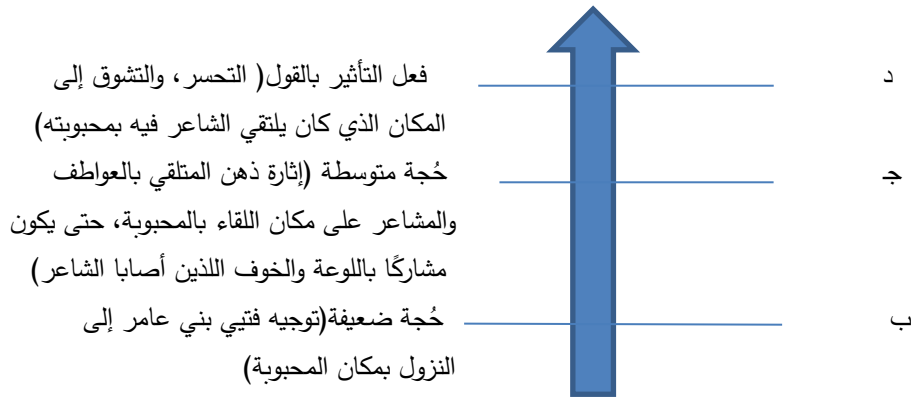 د
فعل التأثير بالقول( التحسر، والتشوق إلى
المكان الذي كان يلتقي الشاعر فيه بمحبوبته)
جـ
حُجة متوسطة (إثارة ذهن المتلقي بالعواطف
والمشاعر على مكان اللقاء بالمحبوبة، حتى يكون
مشاركًا باللوعة والخوف اللذين أصابا الشاعر)
ب
حُجة ضعيفة(توجيه فتيي بني عامر إلى
النزول بمكان المحبوبة)